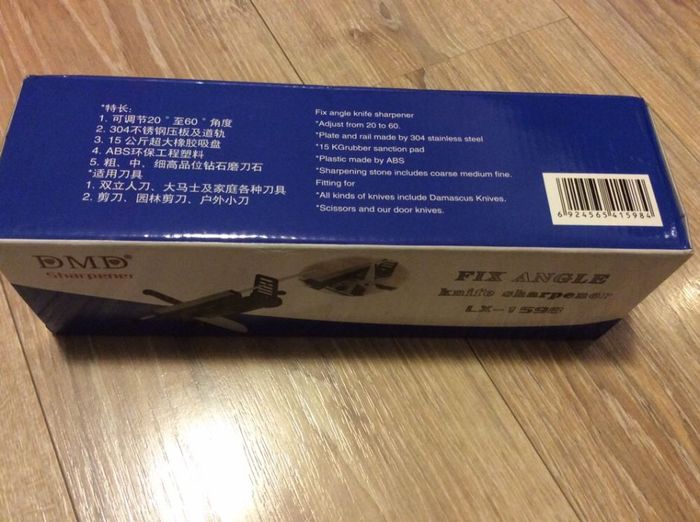 *特长:
1. 可调节20°至60°角度
2. 304不锈钢压板及道轨
3. 15公斤超大橡胶吸盘
4. ABS环保工程塑料
5. 粗、中、细高品位钻石磨刀石
*适用刀具
1. 双立人刀、大马士及家庭各种刀具
2. 剪刀、园林剪刀、户外小刀
Fix angle knife sharpener
*Adjust from 20 to 60.
*Plate and rail made by 304 stainless steel
*15 KGrubber sanction pad
*Plastic made by ABS
*Sharpening stone includes coarse medium fine.
Fitting for
*All kinds of knives include Damascus Knives.
*Scissors and our door knives.
6 924565 415984
DMD®
Sharpener
FIX ANGLE
knife sharpener